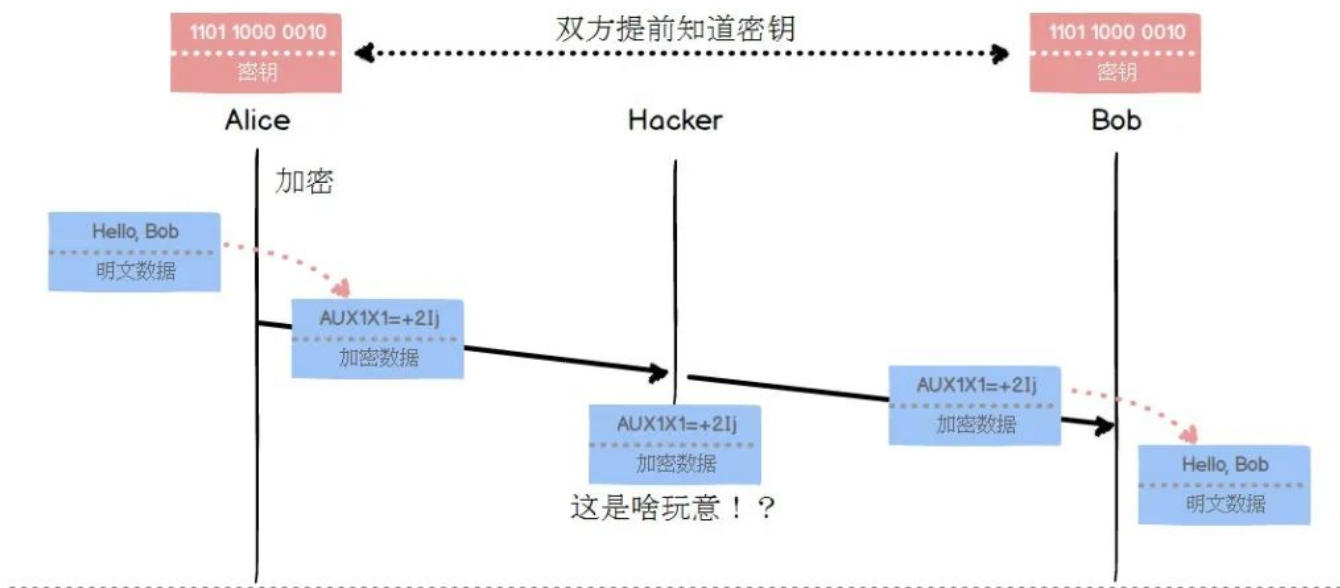 1101 1000 0010
密钥
双方提前知道密钥
1101 1000 0010
密钥
Alice
Hacker
Bob
加密
Hello, Bob
明文数据
AUX1X1=+2Ij
加密数据
AUX1X1=+2Ij
加密数据
AUX1X1=+2Ij
加密数据
这是啥玩意！？
Hello, Bob
明文数据